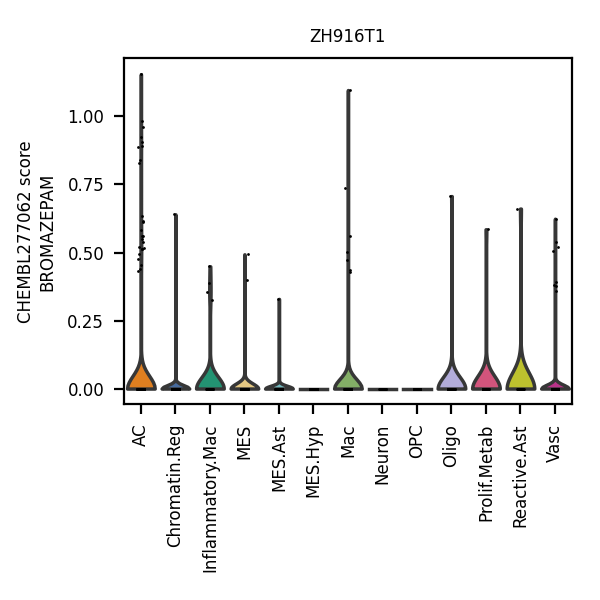 ZH916T1
CHEMBL277062 score
BROMAZEPAM
1.00
0.75
0.50
0.25
0.00
AC
Chromatin.Reg
Inflammatory.Mac
MES
MES.Ast
MES.Hyp
Mac
Neuron
OPC
Oligo
Prolif.Metab
Reactive.Ast
Vasc